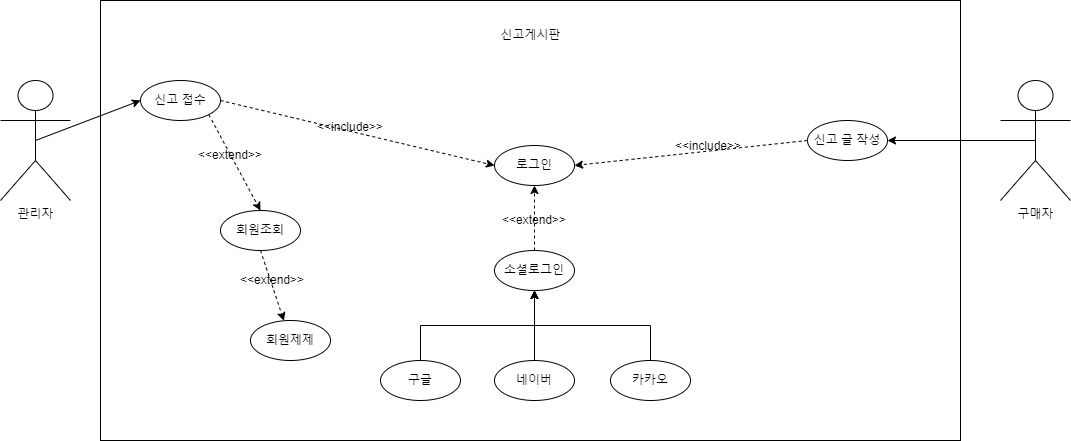 신고게시판
신고 접수
<<include>>
신고 글 작성
<<include>>
<<extend>>
로그인
관리자
구매자
<<extend>>
회원조회
소셜로그인
<<extend>>
회원제제
구글
네이버
카카오